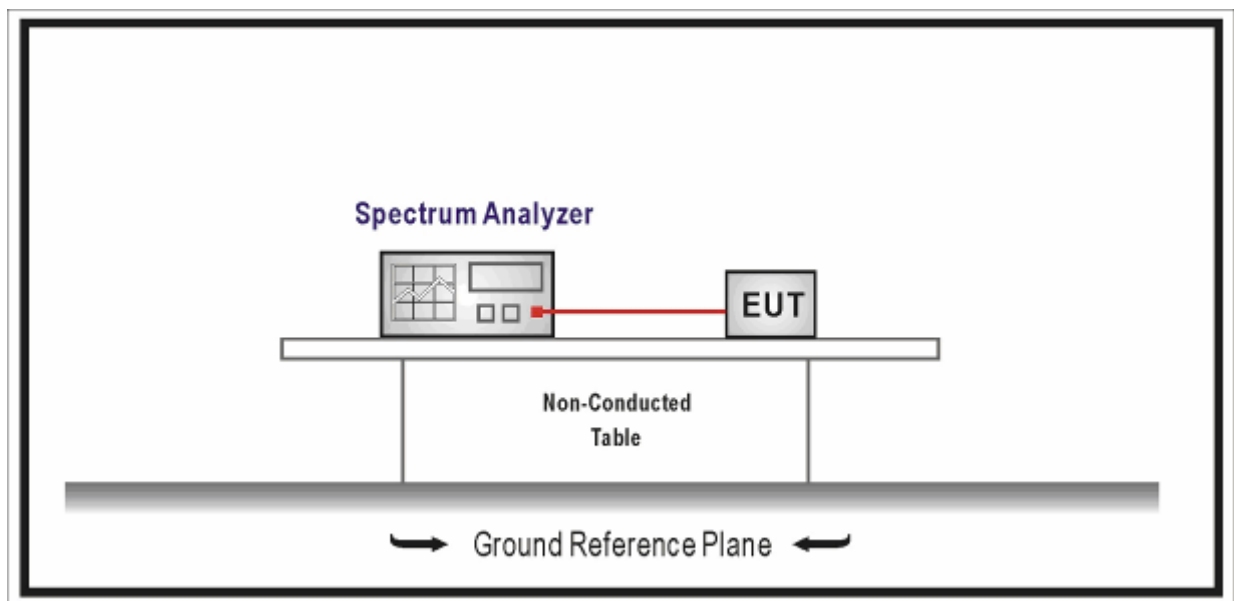 Spectrum Analyzer
EUT
Non-Conducted
Table
Ground Reference Plane